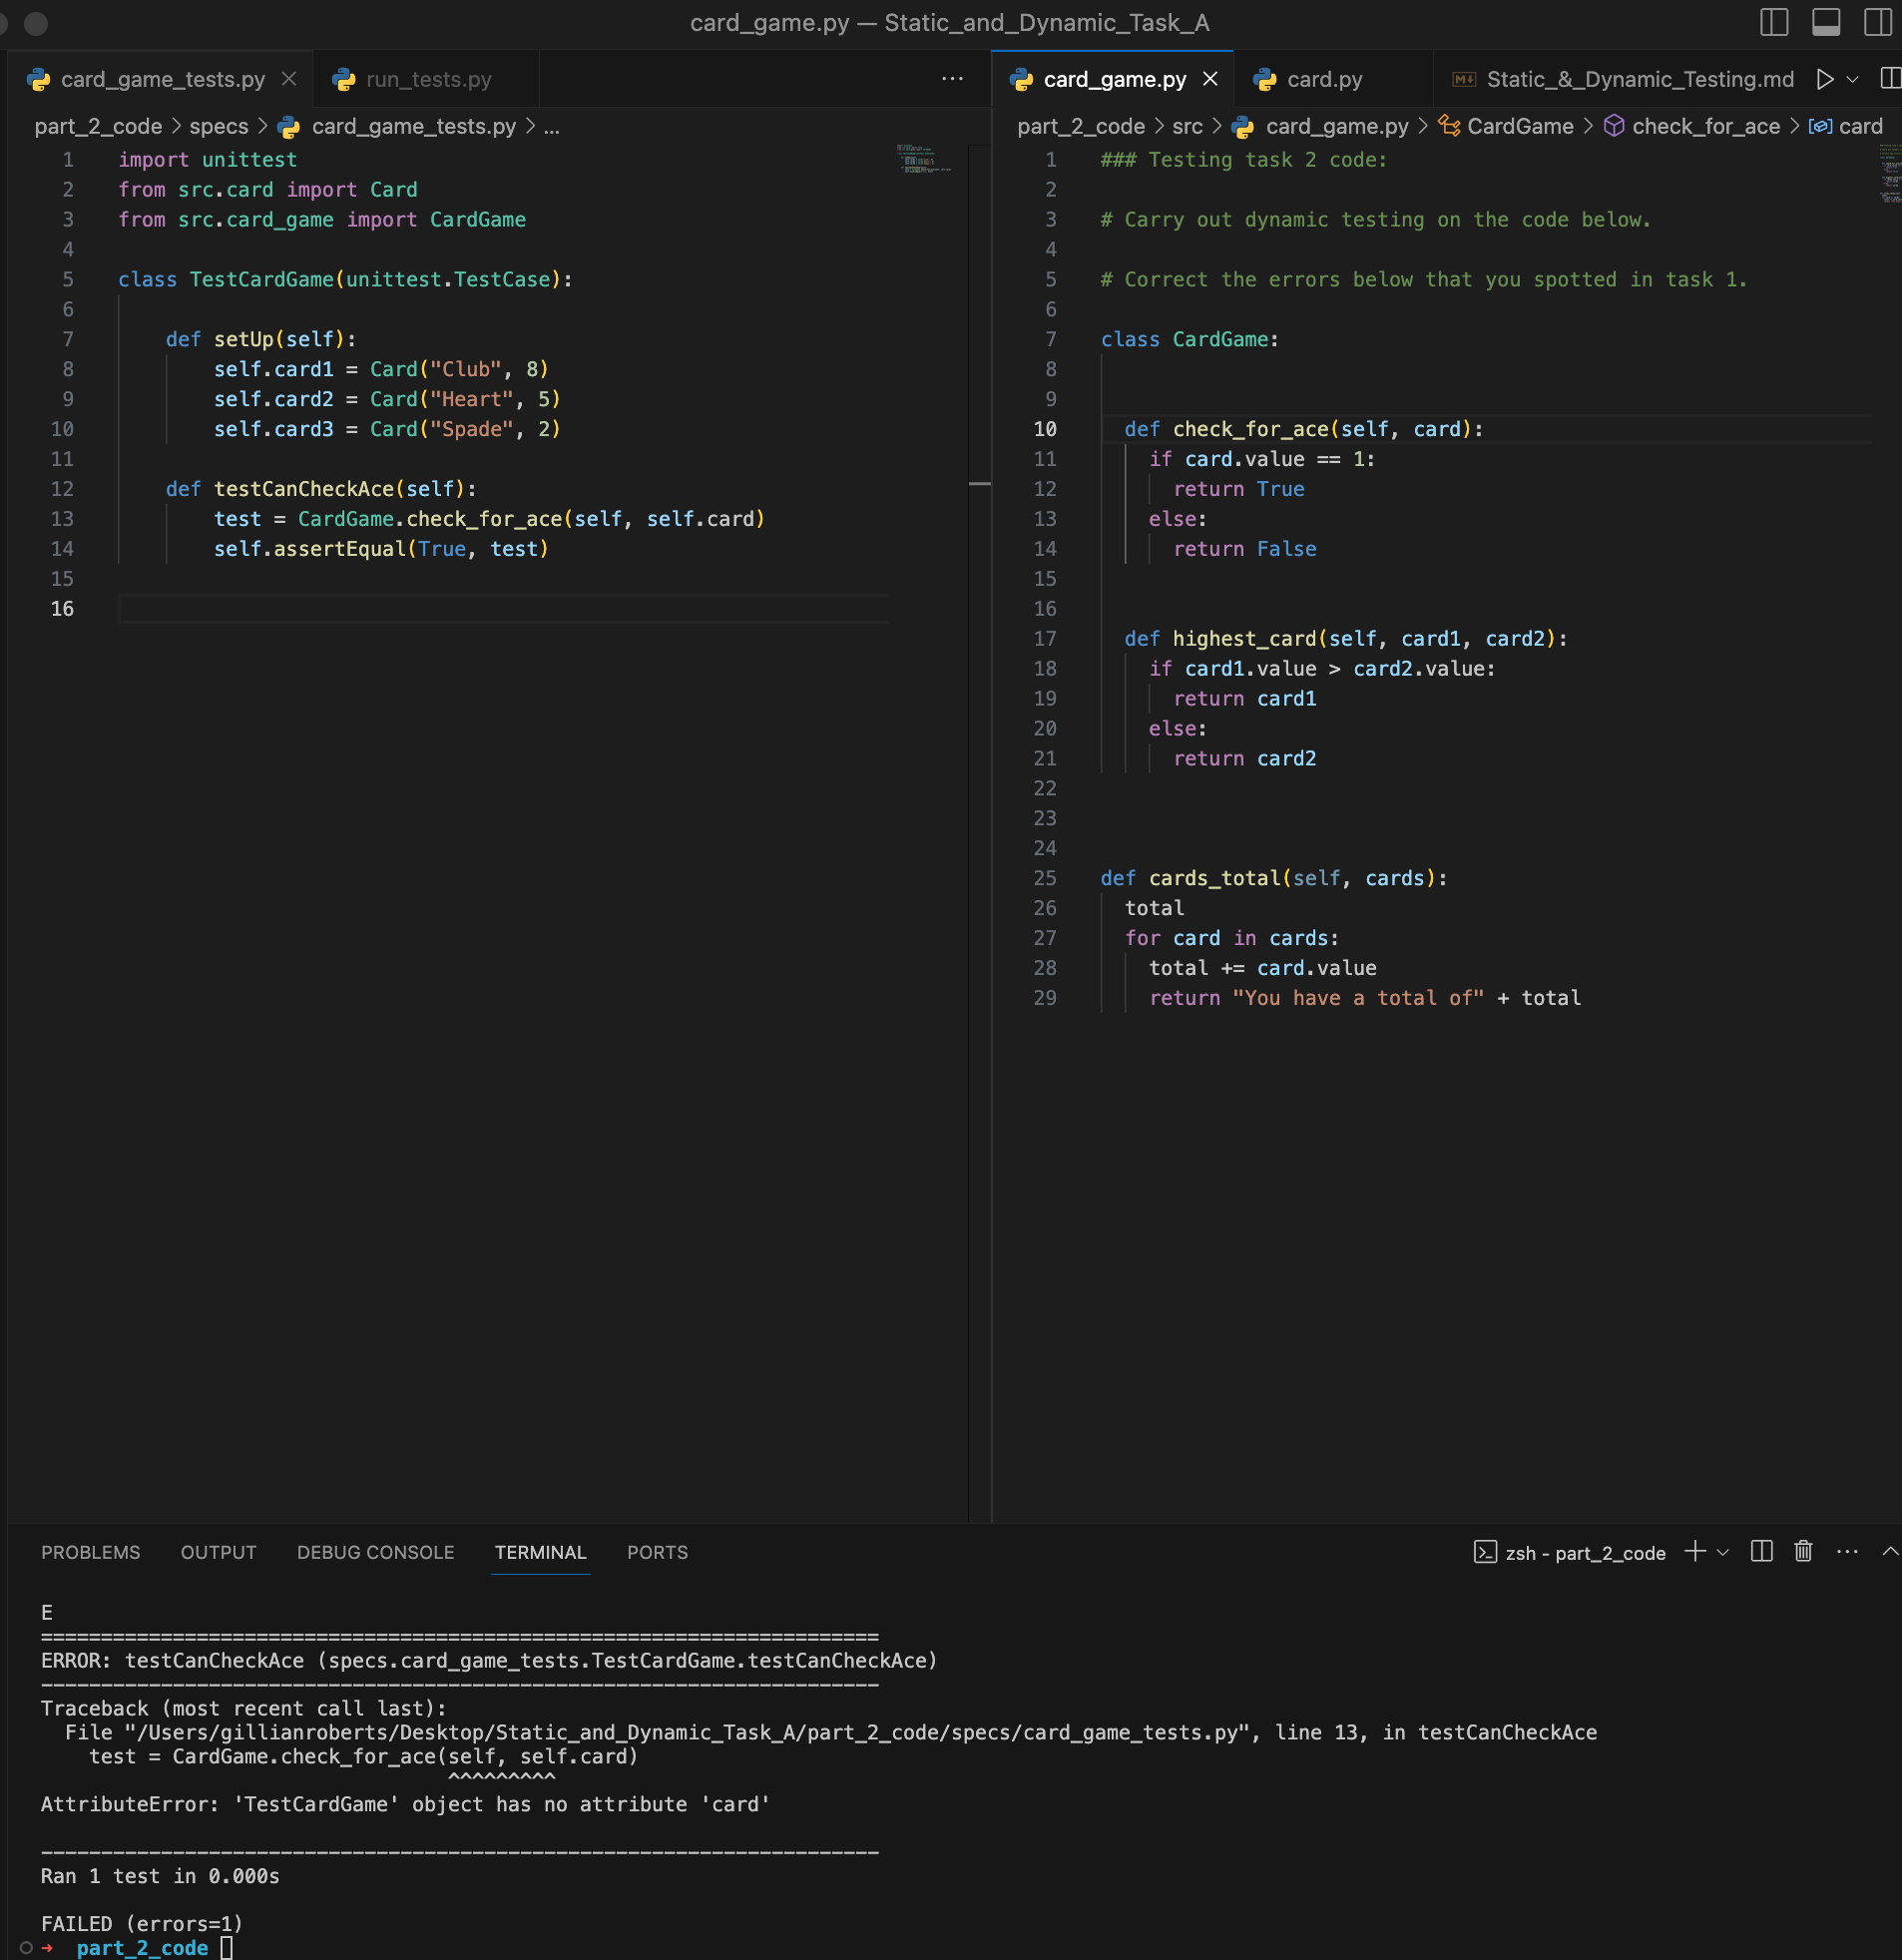 card_game.py — Static_and_Dynamic_Task_A
card_game_tests.py
run_tests.py
part_2_code > specs > card_game_tests.py > ...
1 import unittest
2 from src.card import Card
3 from src.card_game import CardGame
4
5 class TestCardGame(unittest.TestCase):
6
7     def setUp(self):
8         self.card1 = Card("Club", 8)
9         self.card2 = Card("Heart", 5)
10         self.card3 = Card("Spade", 2)
11
12     def testCanCheckAce(self):
13         test = CardGame.check_for_ace(self, self.card)
14         self.assertEqual(True, test)
15
16
card_game.py
card.py
Static_&_Dynamic_Testing.md
part_2_code > src > card_game.py > CardGame > check_for_ace > card
1 ### Testing task 2 code:
2
3 # Carry out dynamic testing on the code below.
4
5 # Correct the errors below that you spotted in task 1.
6
7 class CardGame:
8
9
10   def check_for_ace(self, card):
11     if card.value == 1:
12       return True
13     else:
14       return False
15
16
17   def highest_card(self, card1, card2):
18     if card1.value > card2.value:
19       return card1
20     else:
21       return card2
22
23
24
25 def cards_total(self, cards):
26   total
27   for card in cards:
28     total += card.value
29     return "You have a total of" + total
PROBLEMS OUTPUT DEBUG CONSOLE TERMINAL PORTS
zsh - part_2_code
E
======================================================================
ERROR: testCanCheckAce (specs.card_game_tests.TestCardGame.testCanCheckAce)
----------------------------------------------------------------------
Traceback (most recent call last):
  File "/Users/gillianroberts/Desktop/Static_and_Dynamic_Task_A/part_2_code/specs/card_game_tests.py", line 13, in testCanCheckAce
    test = CardGame.check_for_ace(self, self.card)
                                  ^^^^^^^^^
AttributeError: 'TestCardGame' object has no attribute 'card'
----------------------------------------------------------------------
Ran 1 test in 0.000s
FAILED (errors=1)
➜ part_2_code